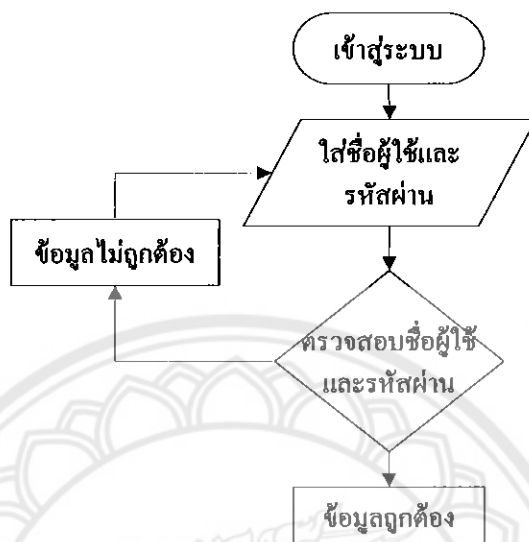 เข้าสู่ระบบ
ใส่ชื่อผู้ใช้และ
รหัสผ่าน
ข้อมูลไม่ถูกต้อง
ตรวจสอบชื่อผู้ใช้
และรหัสผ่าน
ข้อมูลถูกต้อง